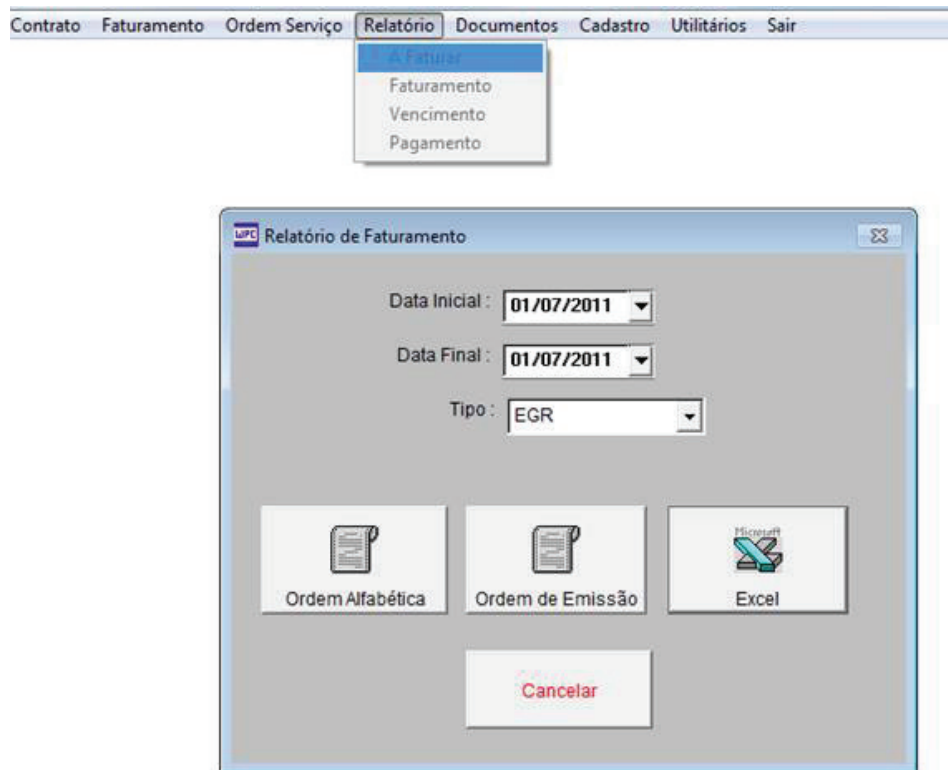 Contrato Faturamento Ordem Serviço Relatório Documentos Cadastro Utilitários Sair
A Faturar
Faturamento
Vencimento
Pagamento
WPC Relatório de Faturamento
Data Inicial : 01/07/2011
Data Final : 01/07/2011
Tipo : EGR
Microsoft
Ordem Alfabética Ordem de Emissão Excel
Cancelar